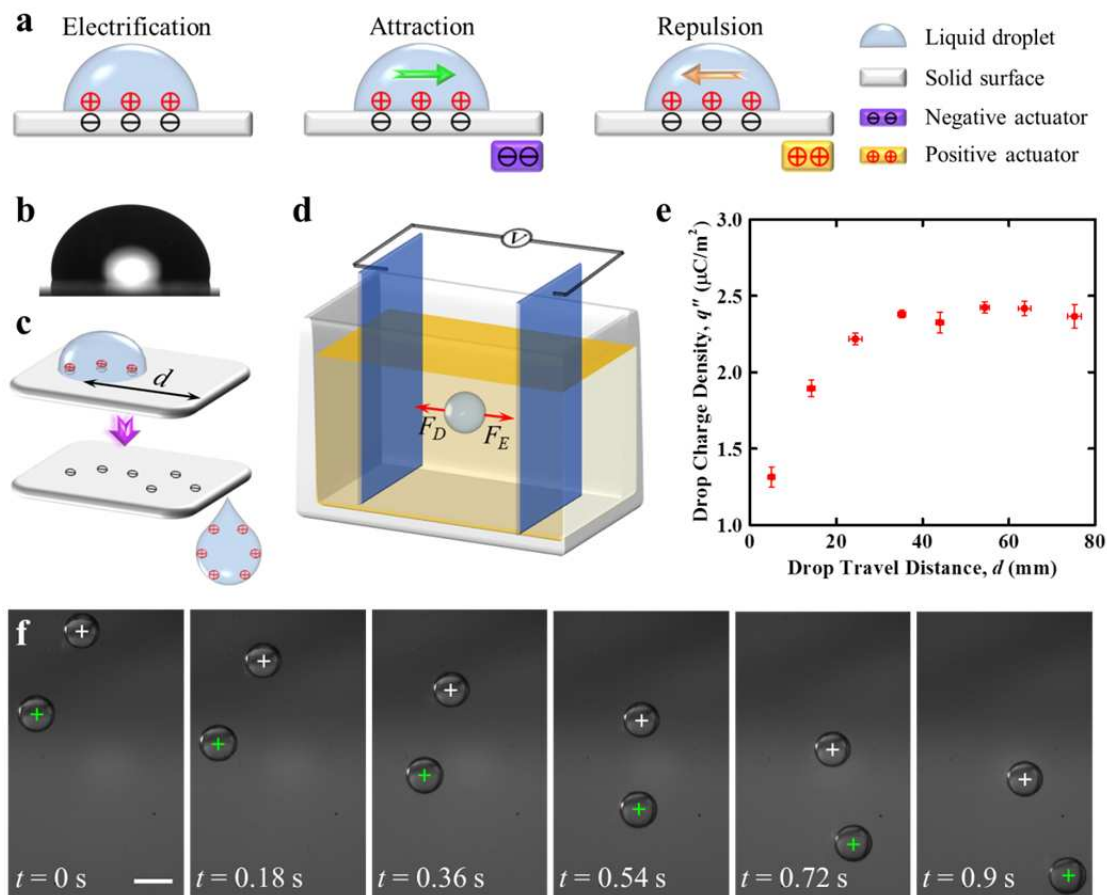 a
Electrification
Attraction
Repulsion
Liquid droplet
Solid surface
Negative actuator
Positive actuator
b
c
d
d
V
F_D
F_E
e
Drop Charge Density, q″ (μC/m²)
3.0
2.5
2.0
1.5
1.0
0 20 40 60 80
Drop Travel Distance, d (mm)
f
t = 0 s
t = 0.18 s
t = 0.36 s
t = 0.54 s
t = 0.72 s
t = 0.9 s